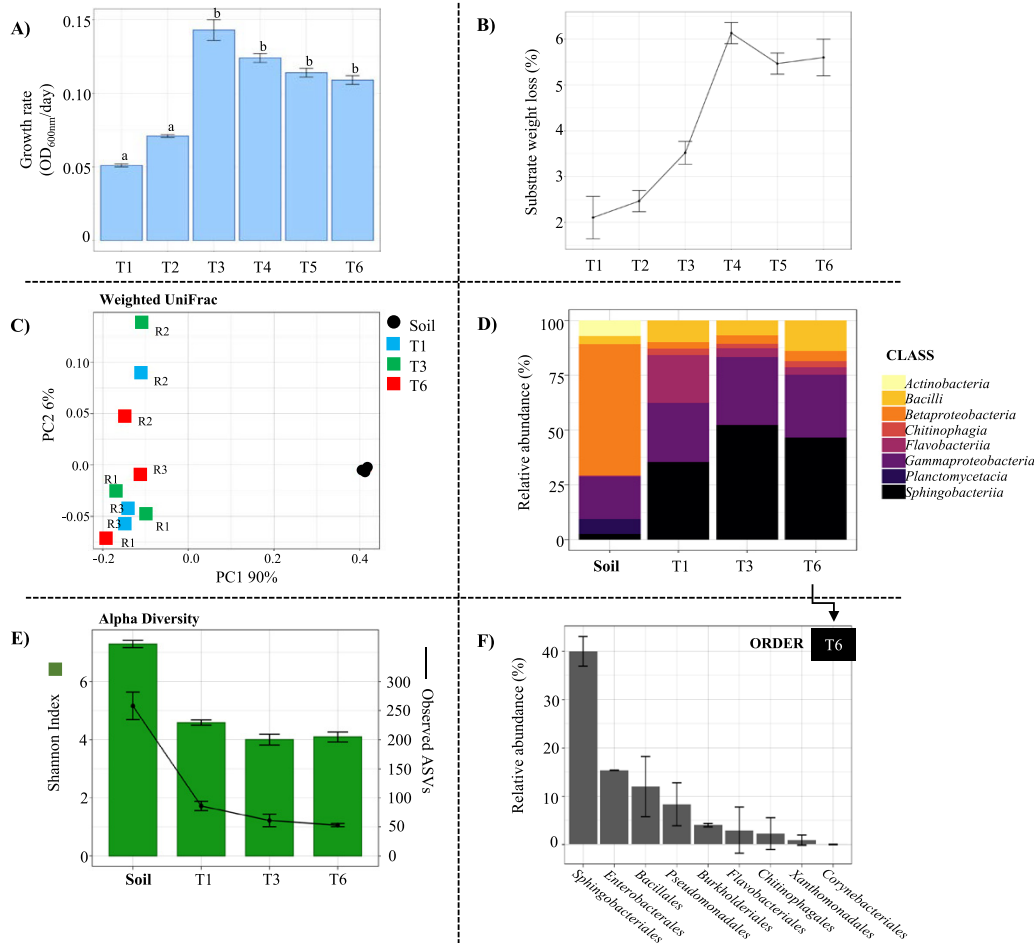 A)
Growth rate
(OD600nm/day)
0.15
0.10
0.05
0
a
a
b
b
b
b
T1 T2 T3 T4 T5 T6
B)
Substrate weight loss (%)
6
5
4
3
2
T1 T2 T3 T4 T5 T6
C)
Weighted UniFrac
PC2 6%
0.10
0.05
0.0
-0.05
R2
R2
R2
R3
R1
R3
R3
R1
R1
-0.2 0.0 0.2 0.4
PC1 90%
Soil
T1
T3
T6
D)
Relative abundance (%)
100
75
50
25
0
Soil T1 T3 T6
CLASS
Actinobacteria
Bacilli
Betaproteobacteria
Chitinophagia
Flavobacteriia
Gammaproteobacteria
Planctomycetacia
Sphingobacteriia
E)
Alpha Diversity
Shannon Index
6
4
2
0
300
250
200
150
100
50
0
Observed ASVs
Soil T1 T3 T6
F)
ORDER T6
Relative abundance (%)
40
30
20
10
0
Sphingobacteriales
Enterobacterales
Bacillales
Pseudomonadales
Burkholderiales
Flavobacteriales
Chitinophagales
Xanthomonadales
Corynebacteriales